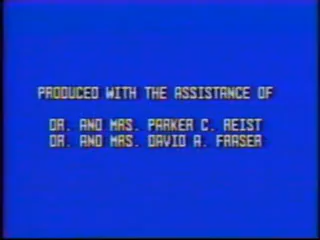 PRODUCED WITH THE ASSISTANCE OF
DR. AND MRS. PARKER C. REIST
DR. AND MRS. DAVID A. FRASER